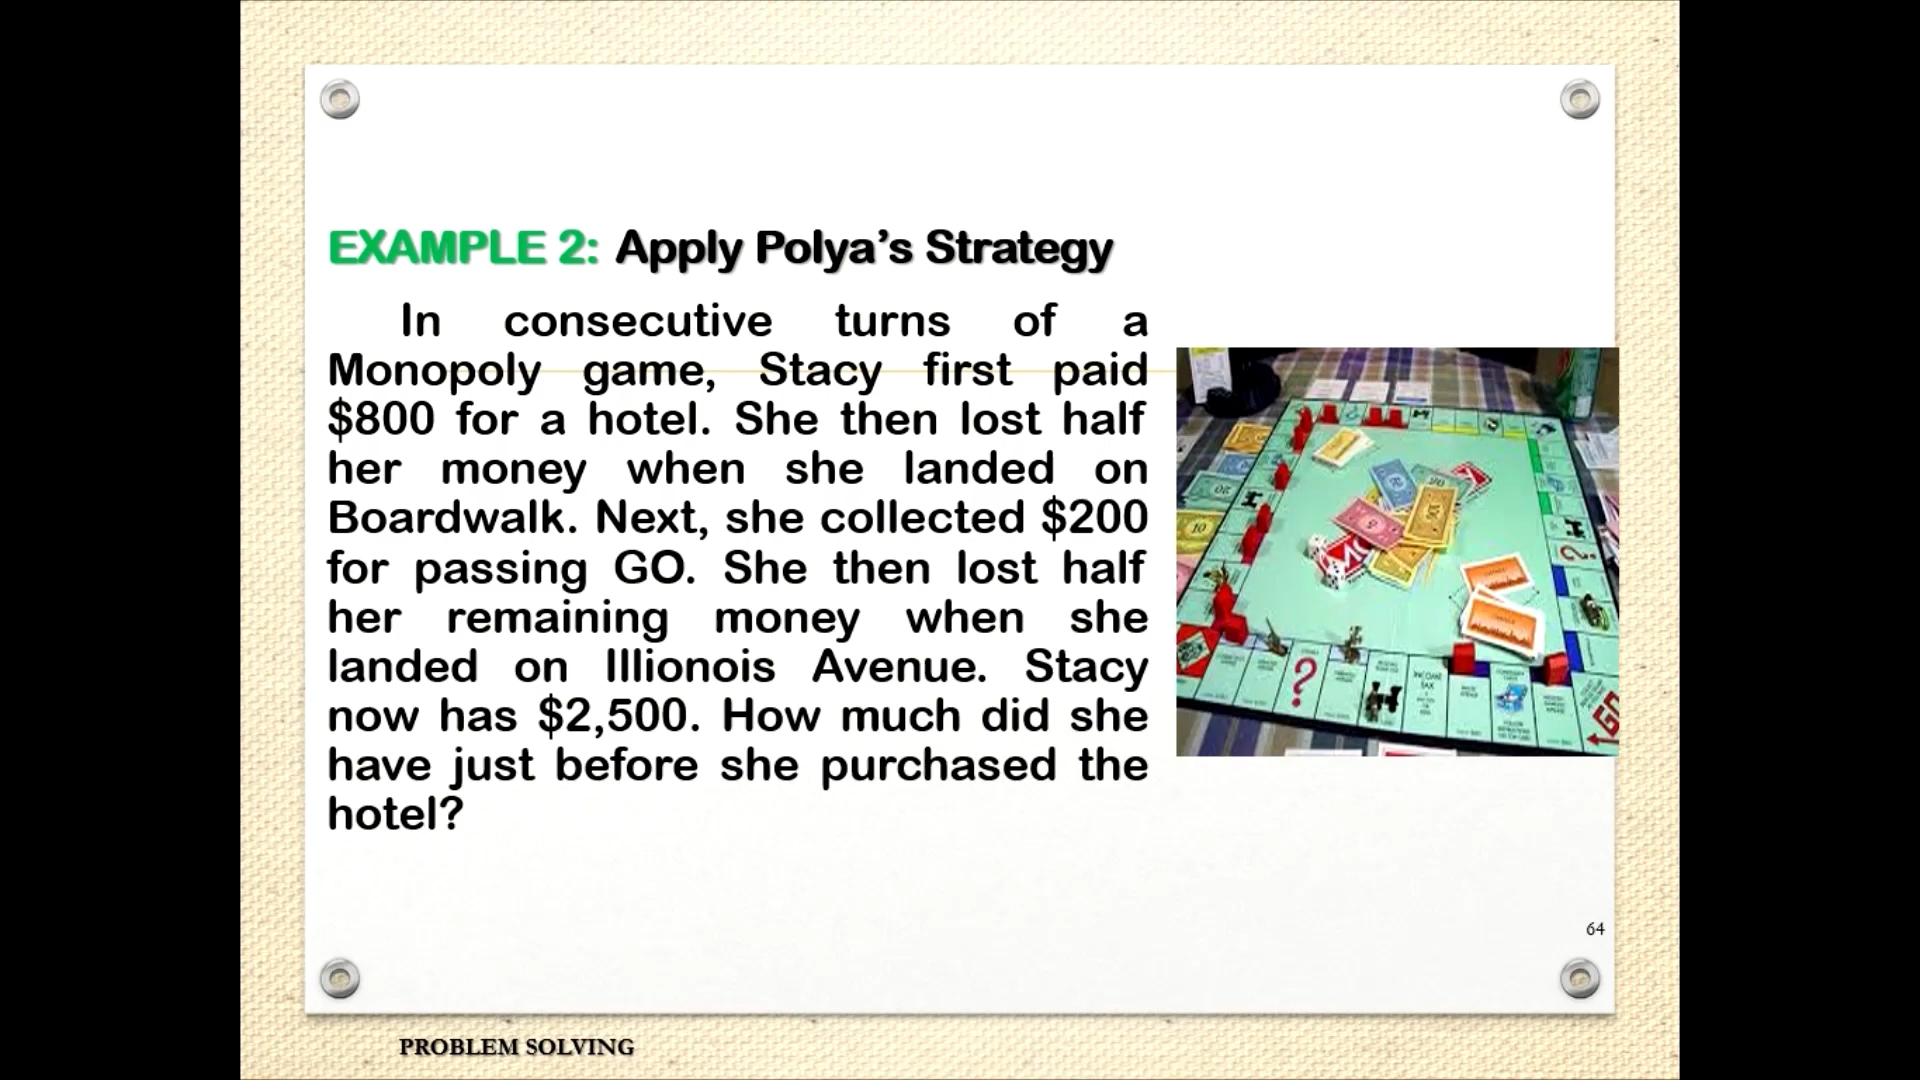 EXAMPLE 2: Apply Polya’s Strategy
In consecutive turns of a
Monopoly game, Stacy first paid
$800 for a hotel. She then lost half
her money when she landed on
Boardwalk. Next, she collected $200
for passing GO. She then lost half
her remaining money when she
landed on Illionois Avenue. Stacy
now has $2,500. How much did she
have just before she purchased the
hotel?
INCOME
TAX
GO
64
PROBLEM SOLVING